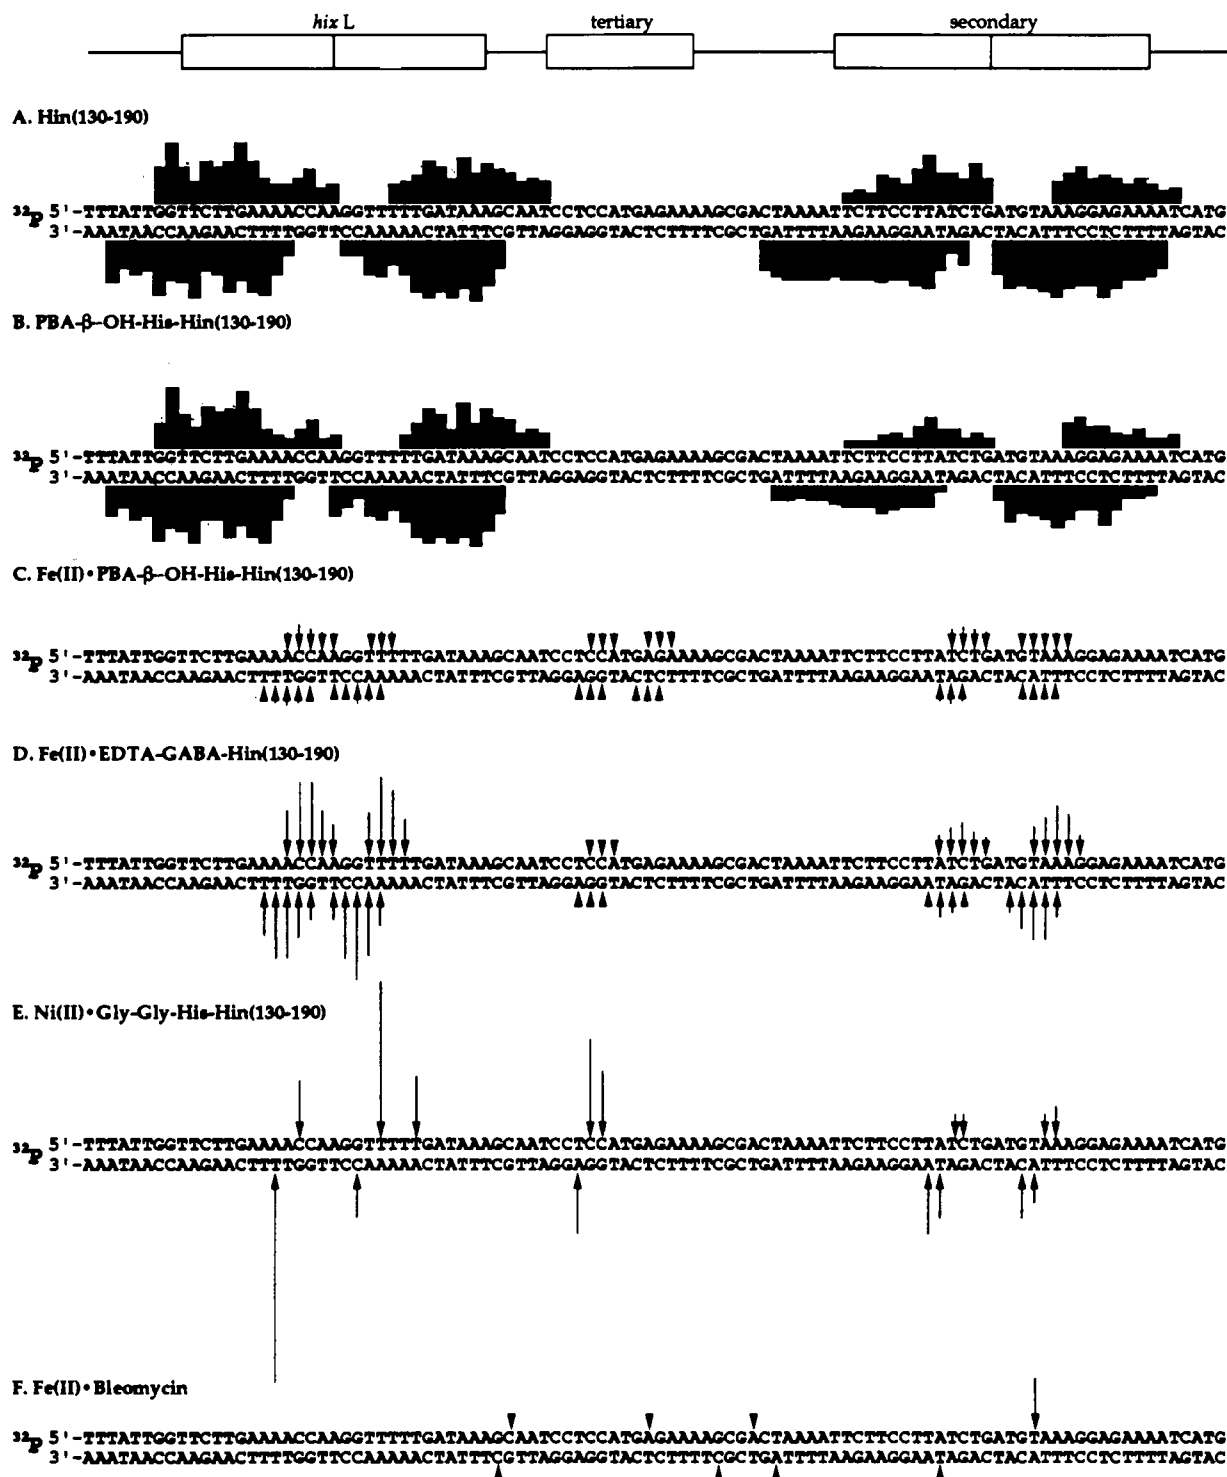 hix L tertiary secondary
A. Hin(130-190)
³²P 5'-TTTATTGGTTCTTGAAAACCAAGGTTTTTGATAAAGCAATCCTCCATGAGAAAAGCGACTAAAATTCTTCCTTATCTGATGTAAAGGAGAAAATCATG
3'-AAATAACCAAGAACTTTTGGTTCCAAAAACTATTTCGTTAGGAGGTACTCTTTTCGCTGATTTTAAGAAGGAATAGACTACATTTCCTCTTTTAGTAC
B. PBA-β-OH-His-Hin(130-190)
³²P 5'-TTTATTGGTTCTTGAAAACCAAGGTTTTTGATAAAGCAATCCTCCATGAGAAAAGCGACTAAAATTCTTCCTTATCTGATGTAAAGGAGAAAATCATG
3'-AAATAACCAAGAACTTTTGGTTCCAAAAACTATTTCGTTAGGAGGTACTCTTTTCGCTGATTTTAAGAAGGAATAGACTACATTTCCTCTTTTAGTAC
C. Fe(II)•PBA-β-OH-His-Hin(130-190)
³²P 5'-TTTATTGGTTCTTGAAAACCAAGGTTTTTGATAAAGCAATCCTCCATGAGAAAAGCGACTAAAATTCTTCCTTATCTGATGTAAAGGAGAAAATCATG
3'-AAATAACCAAGAACTTTTGGTTCCAAAAACTATTTCGTTAGGAGGTACTCTTTTCGCTGATTTTAAGAAGGAATAGACTACATTTCCTCTTTTAGTAC
D. Fe(II)•EDTA-GABA-Hin(130-190)
³²P 5'-TTTATTGGTTCTTGAAAACCAAGGTTTTTGATAAAGCAATCCTCCATGAGAAAAGCGACTAAAATTCTTCCTTATCTGATGTAAAGGAGAAAATCATG
3'-AAATAACCAAGAACTTTTGGTTCCAAAAACTATTTCGTTAGGAGGTACTCTTTTCGCTGATTTTAAGAAGGAATAGACTACATTTCCTCTTTTAGTAC
E. Ni(II)•Gly-Gly-His-Hin(130-190)
³²P 5'-TTTATTGGTTCTTGAAAACCAAGGTTTTTGATAAAGCAATCCTCCATGAGAAAAGCGACTAAAATTCTTCCTTATCTGATGTAAAGGAGAAAATCATG
3'-AAATAACCAAGAACTTTTGGTTCCAAAAACTATTTCGTTAGGAGGTACTCTTTTCGCTGATTTTAAGAAGGAATAGACTACATTTCCTCTTTTAGTAC
F. Fe(II)•Bleomycin
³²P 5'-TTTATTGGTTCTTGAAAACCAAGGTTTTTGATAAAGCAATCCTCCATGAGAAAAGCGACTAAAATTCTTCCTTATCTGATGTAAAGGAGAAAATCATG
3'-AAATAACCAAGAACTTTTGGTTCCAAAAACTATTTCGTTAGGAGGTACTCTTTTCGCTGATTTTAAGAAGGAATAGACTACATTTCCTCTTTTAGTAC